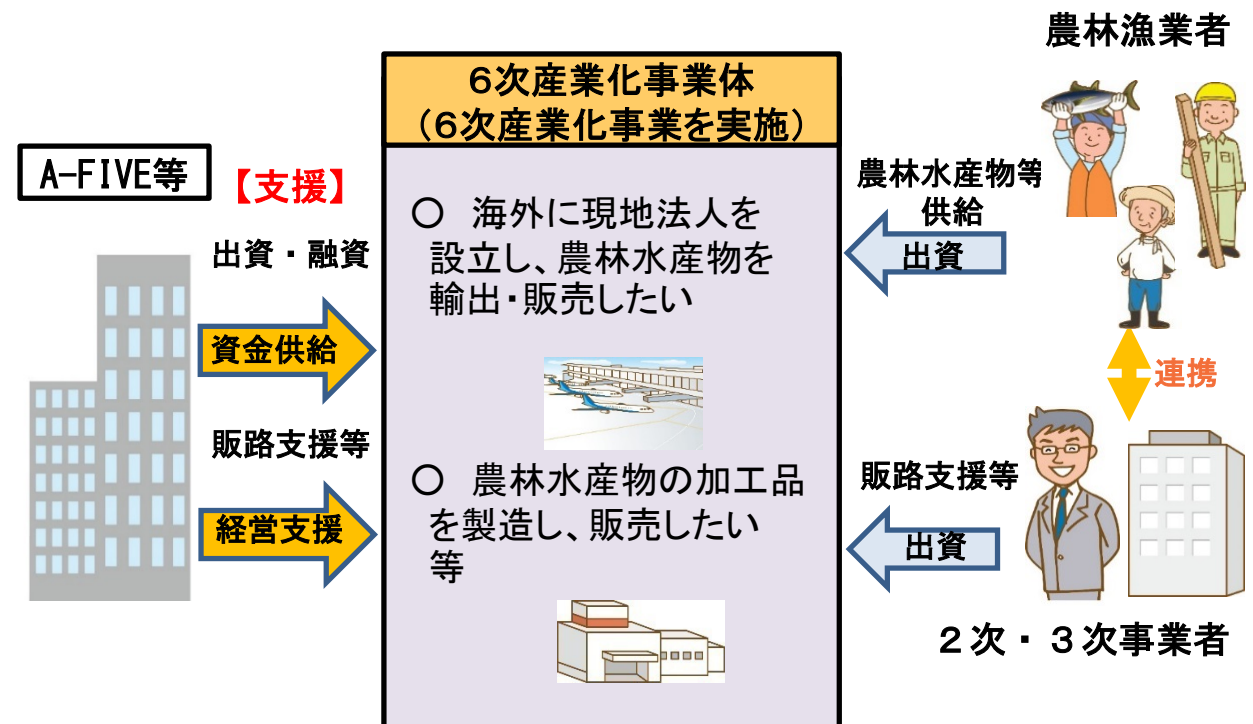 農林漁業者
6次産業化事業体
(6次産業化事業を実施)
A-FIVE等
【支援】
出資・融資
資金供給
販路支援等
経営支援
○ 海外に現地法人を
設立し、農林水産物を
輸出・販売したい
○ 農林水産物の加工品
を製造し、販売したい
等
農林水産物等
供給
出資
連携
販路支援等
出資
2次・3次事業者